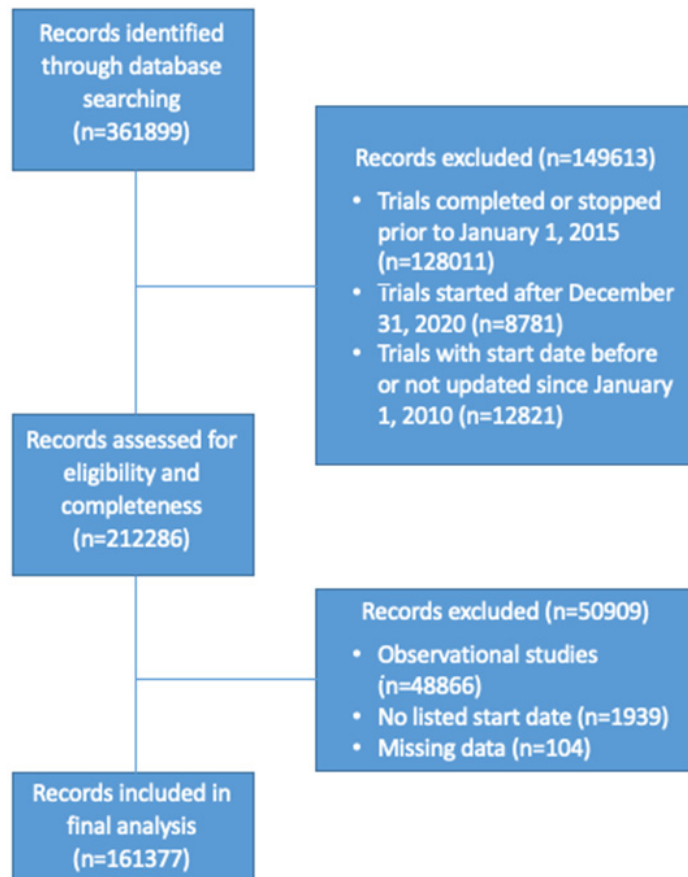 Records identified
through database
searching
(n=361899)
Records excluded (n=149613)
• Trials completed or stopped
prior to January 1, 2015
(n=128011)
• Trials started after December
31, 2020 (n=8781)
• Trials with start date before
or not updated since January
1, 2010 (n=12821)
Records assessed for
eligibility and
completeness
(n=212286)
Records excluded (n=50909)
• Observational studies
(n=48866)
• No listed start date (n=1939)
• Missing data (n=104)
Records included in
final analysis
(n=161377)